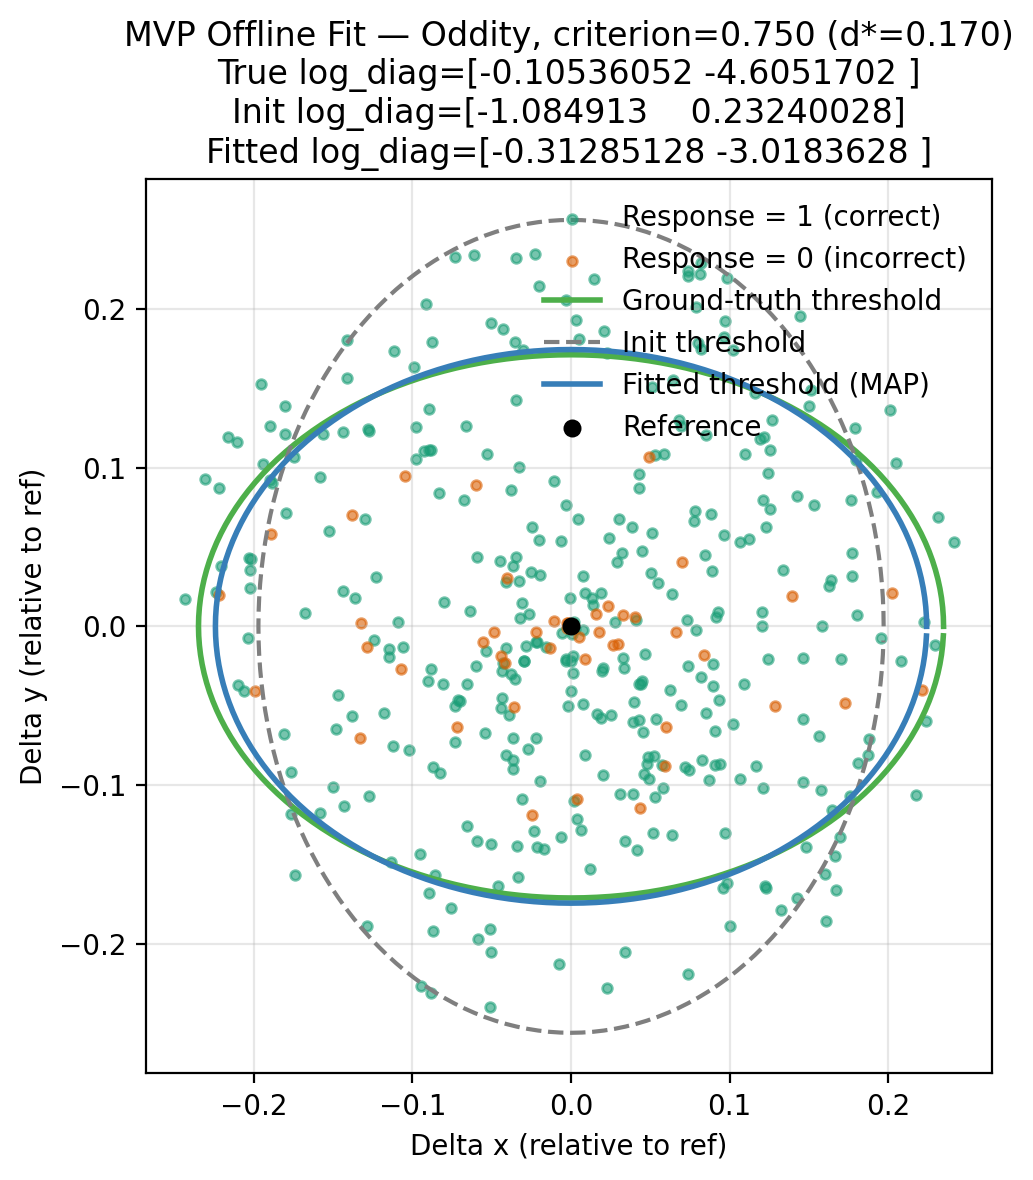 MVP Offline Fit — Oddity, criterion=0.750 (d*=0.170)
True log_diag=[-0.10536052 -4.6051702 ]
Init log_diag=[-1.084913    0.23240028]
Fitted log_diag=[-0.31285128 -3.0183628 ]
Response = 1 (correct)
Response = 0 (incorrect)
Ground-truth threshold
Init threshold
Fitted threshold (MAP)
Reference
Delta y (relative to ref)
0.2
0.1
0.0
−0.1
−0.2
−0.2
−0.1
0.0
0.1
0.2
Delta x (relative to ref)